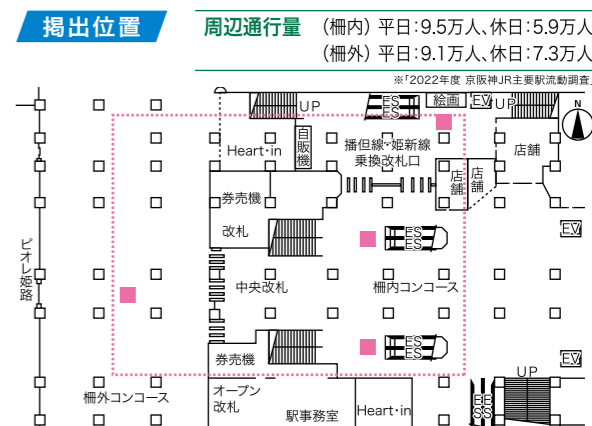 掲出位置
周辺通行量 (柵内) 平日:9.5万人、休日:5.9万人
(柵外) 平日:9.1万人、休日:7.3万人
※「2022年度 京阪神JR主要駅流動調査」
UP
ES
ES
絵画
EV
UP
N
Heart・in
自販機
播但線・姫新線
乗換改札口
店舗
店舗
店舗
券売機
改札
ES
ES
EV
ピオレ姫路
中央改札
柵内コンコース
券売機
ES
ES
EV
UP
柵外コンコース
オープン
改札
駅事務室
Heart・in
ES
ES